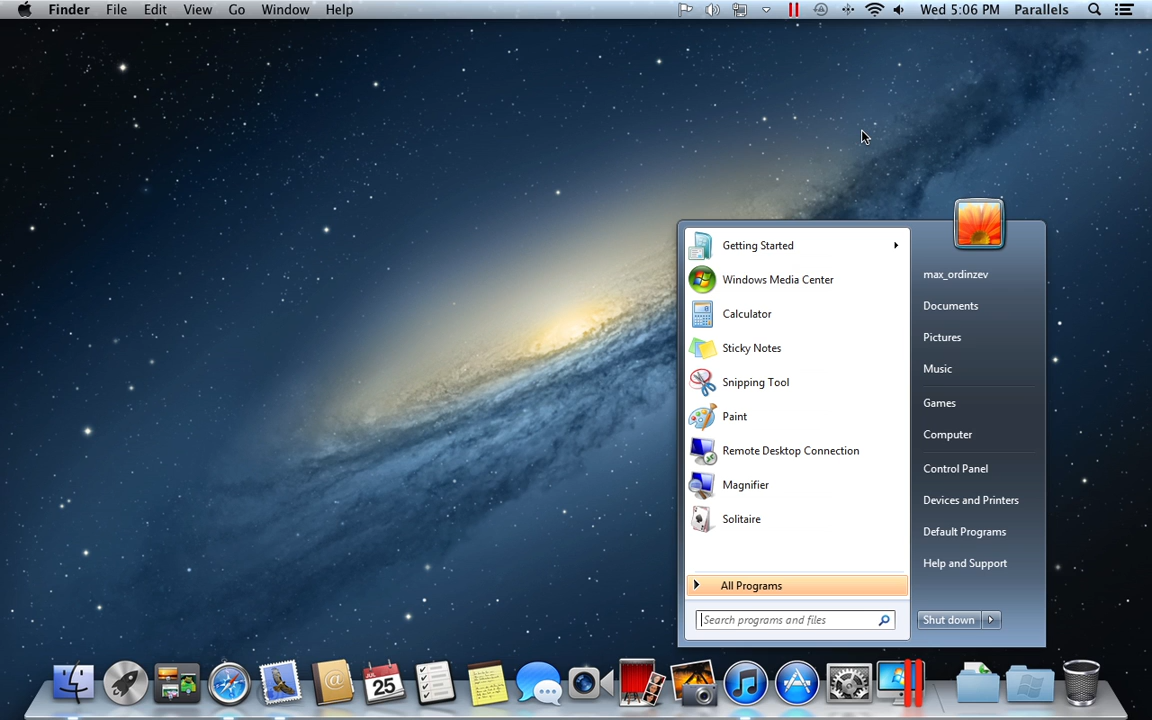 Finder File Edit View Go Window Help Wed 5:06 PM Parallels
Getting Started
Windows Media Center
Calculator
Sticky Notes
Snipping Tool
Paint
Remote Desktop Connection
Magnifier
Solitaire
All Programs
Search programs and files
max_ordinzev
Documents
Pictures
Music
Games
Computer
Control Panel
Devices and Printers
Default Programs
Help and Support
Shut down
JUL
25